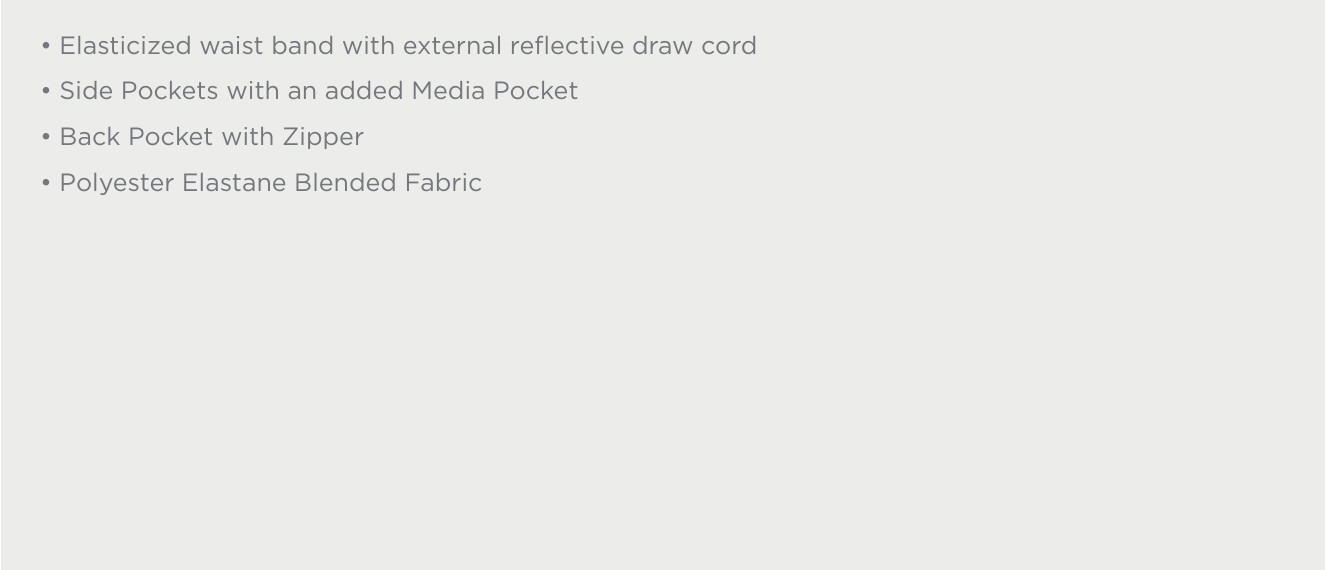 • Elasticized waist band with external reflective draw cord
• Side Pockets with an added Media Pocket
• Back Pocket with Zipper
• Polyester Elastane Blended Fabric